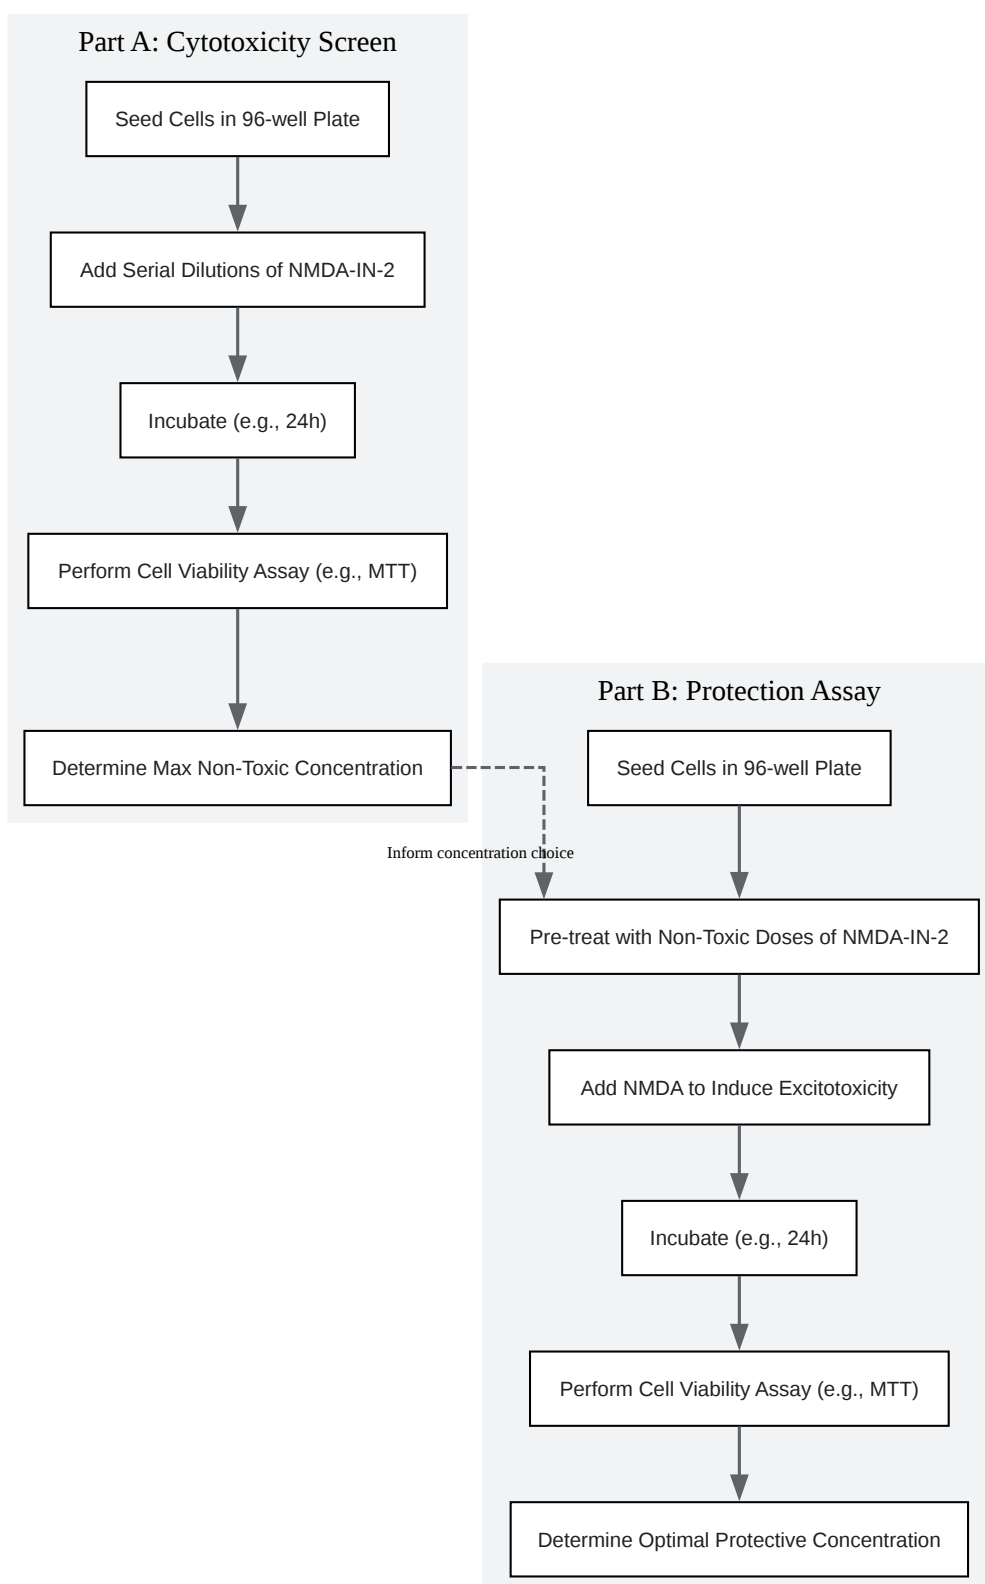 Part A: Cytotoxicity Screen
Seed Cells in 96-well Plate
Add Serial Dilutions of NMDA-IN-2
Incubate (e.g., 24h)
Perform Cell Viability Assay (e.g., MTT)
Determine Max Non-Toxic Concentration
Inform concentration choice
Part B: Protection Assay
Seed Cells in 96-well Plate
Pre-treat with Non-Toxic Doses of NMDA-IN-2
Add NMDA to Induce Excitotoxicity
Incubate (e.g., 24h)
Perform Cell Viability Assay (e.g., MTT)
Determine Optimal Protective Concentration